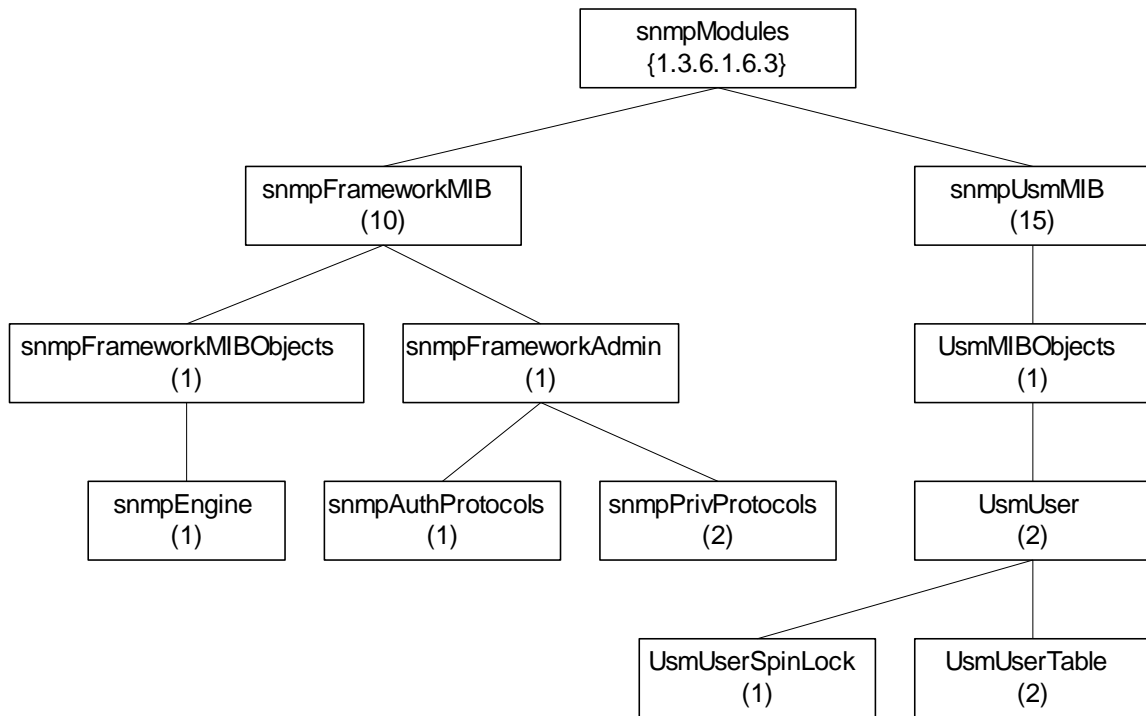 snmpModules
{1.3.6.1.6.3}
snmpFrameworkMIB
(10)
snmpUsmMIB
(15)
snmpFrameworkMIBObjects
(1)
snmpFrameworkAdmin
(1)
UsmMIBObjects
(1)
snmpEngine
(1)
snmpAuthProtocols
(1)
snmpPrivProtocols
(2)
UsmUser
(2)
UsmUserSpinLock
(1)
UsmUserTable
(2)